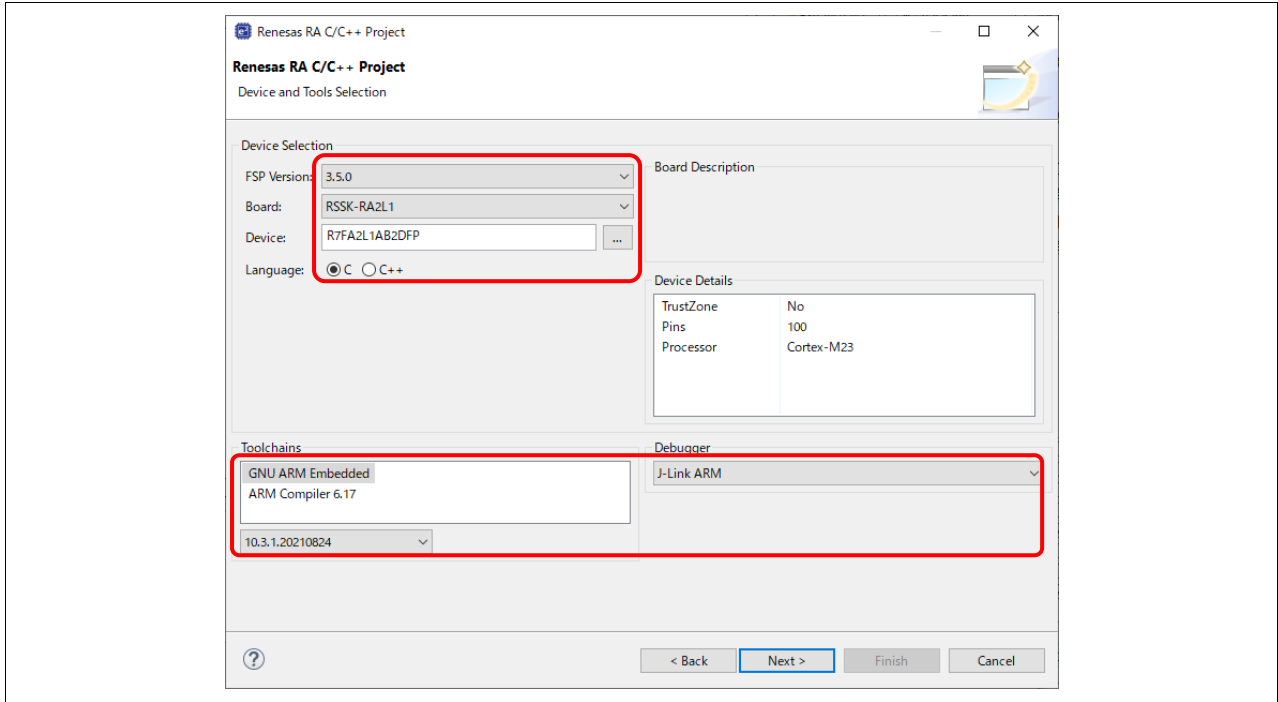 Renesas RA C/C++ Project
Renesas RA C/C++ Project
Device and Tools Selection
Device Selection
FSP Version: 3.5.0
Board: RSSK-RA2L1
Device: R7FA2L1AB2DFP ...
Language: C C++
Board Description
Device Details
TrustZone No
Pins 100
Processor Cortex-M23
Toolchains
GNU ARM Embedded
ARM Compiler 6.17
10.3.1.20210824
Debugger
J-Link ARM
? < Back Next > Finish Cancel